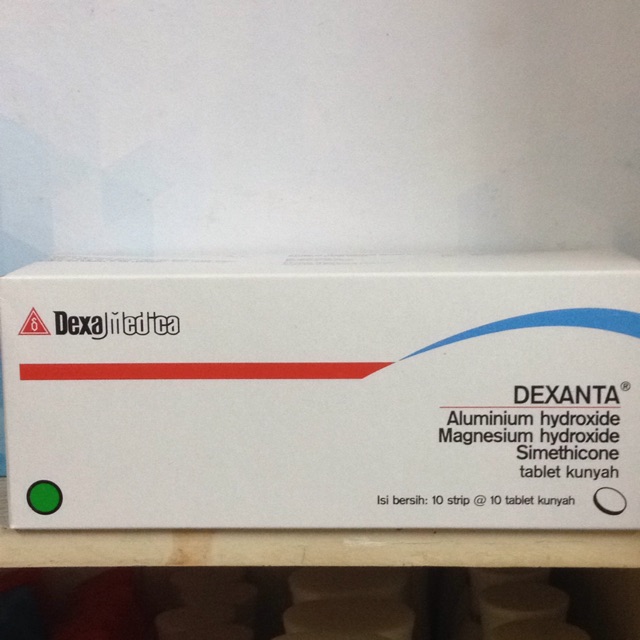 DexaMedica
DEXANTA®
Aluminium hydroxide
Magnesium hydroxide
Simethicone
tablet kunyah
Isi bersih: 10 strip @ 10 tablet kunyah